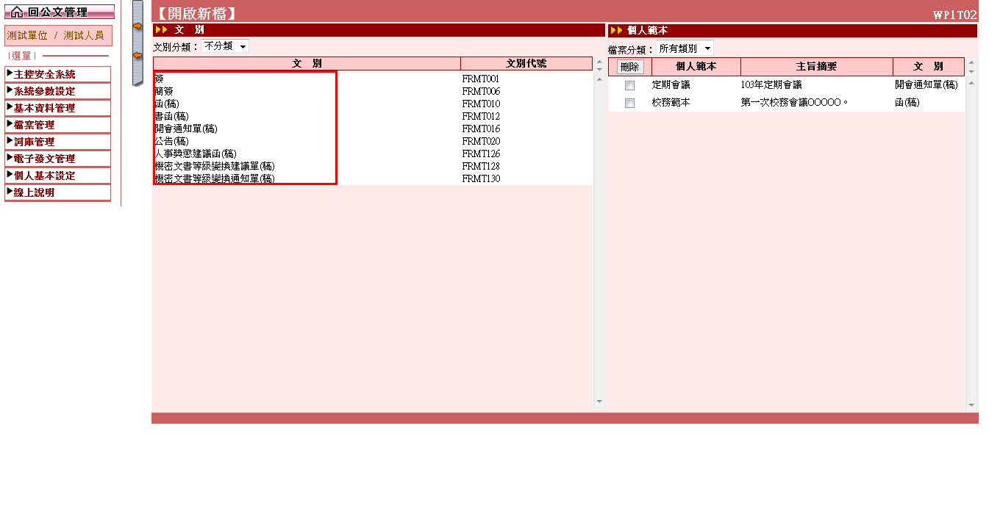 回公文管理
測試單位 / 測試人員
|選單|
主控安全系統
系統參數設定
基本資料管理
檔案管理
詞庫管理
電子發文管理
個人基本設定
線上說明
【開啟新檔】 WP1T02
文 別
文別分類: 不分類
文 別 文別代號
簽 FRMT001
簡簽 FRMT006
函(稿) FRMT010
書函(稿) FRMT012
開會通知單(稿) FRMT016
公告(稿) FRMT020
人事獎懲建議函(稿) FRMT126
機密文書等級變換建議單(稿) FRMT128
機密文書等級變換通知單(稿) FRMT130
個人範本
檔案分類: 所有類別
刪除 個人範本 主旨摘要 文 別
定期會議 103年定期會議 開會通知單(稿)
校務範本 第一次校務會議OOOOO。 函(稿)